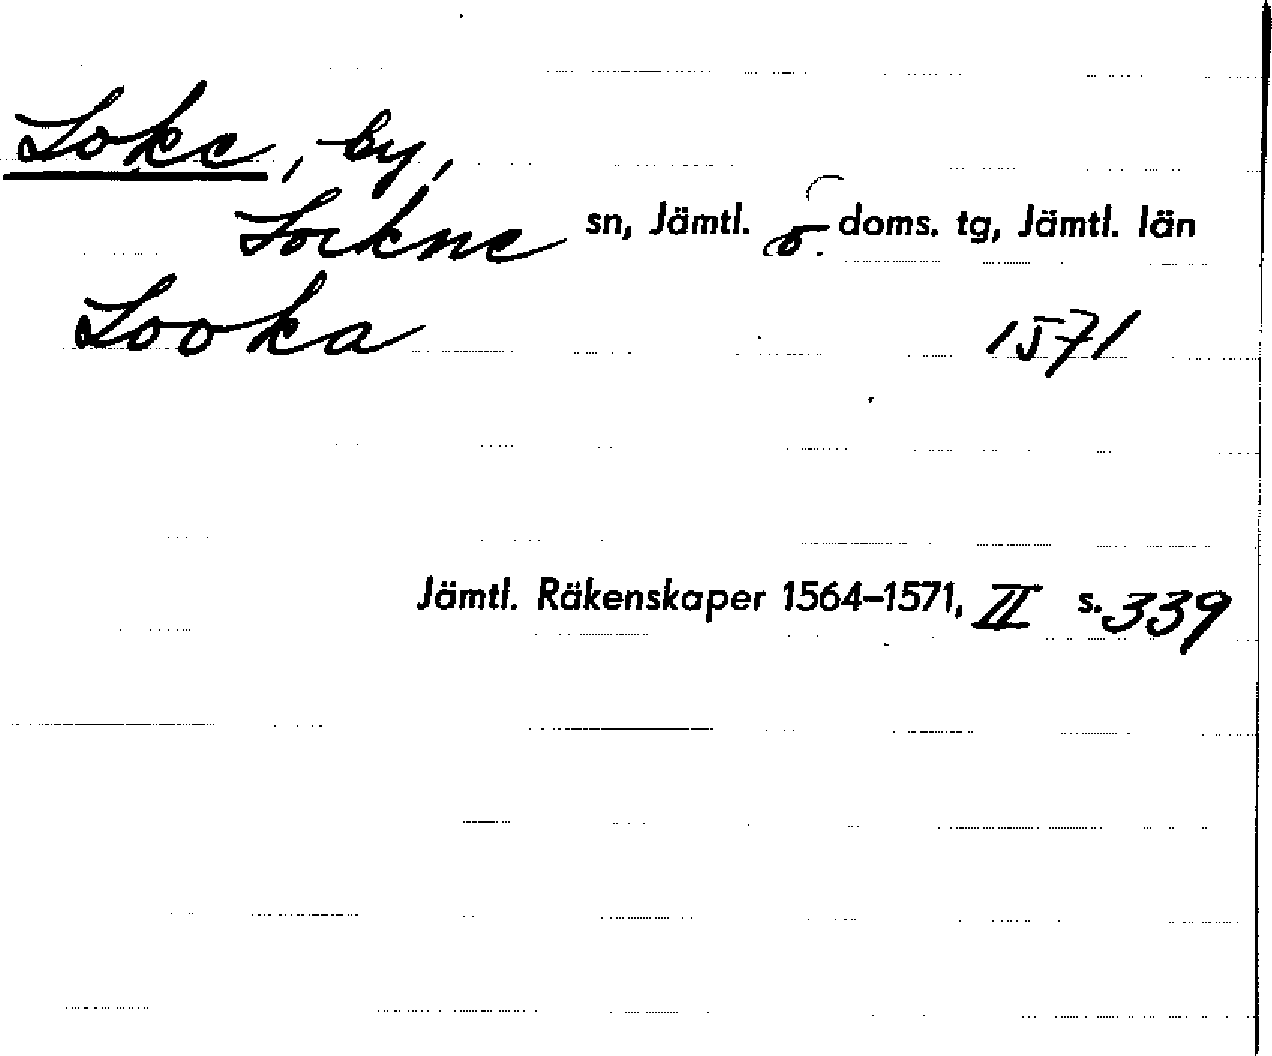 Loke, by,
Lockne sn, Jämtl. ö. doms. tg, Jämtl. län
Looka 1571
Jämtl. Räkenskaper 1564–1571, II s. 339